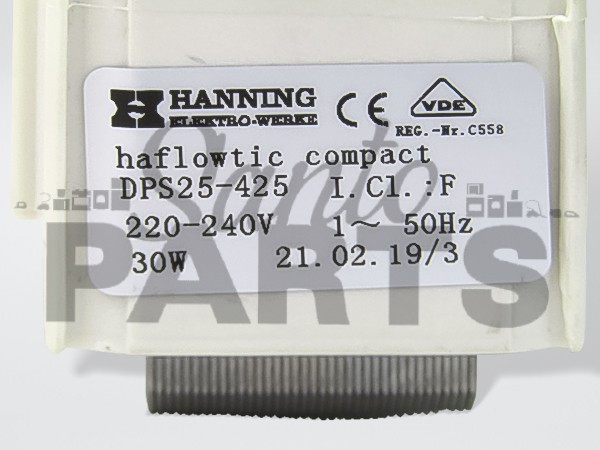 HANNING
ELEKTRO-WERKE
CE
VDE
REG.-Nr.C558
haflowtic compact
DPS25-425 I.Cl.:F
220-240V 1~ 50Hz
30W 21.02.19/3
Santo
PARTS